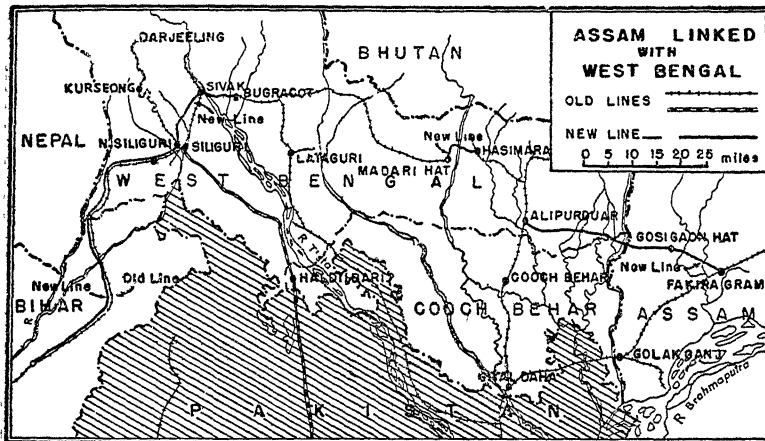 ASSAM LINKED
WITH
WEST BENGAL
OLD LINES
NEW LINE
0 5 10 15 20 25 miles
DARJEELING
BHUTAN
KURSEONG
SIVAK
BUGRACOT
New Line
NEPAL
N. SILIGURI
SILIGURI
LATAGURI
New Line
HASIMARA
MADARI HAT
WEST BENGAL
ALIPURDUAR
GOSIGAON HAT
New Line
FAKIRAGRAM
New Line
Old Line
BIHAR
HALDIBARI
COOCH BEHAR
COOCH BEHAR
ASSAM
GOLAKGANJ
GITALDAHA
R. Brahmaputra
PAKISTAN